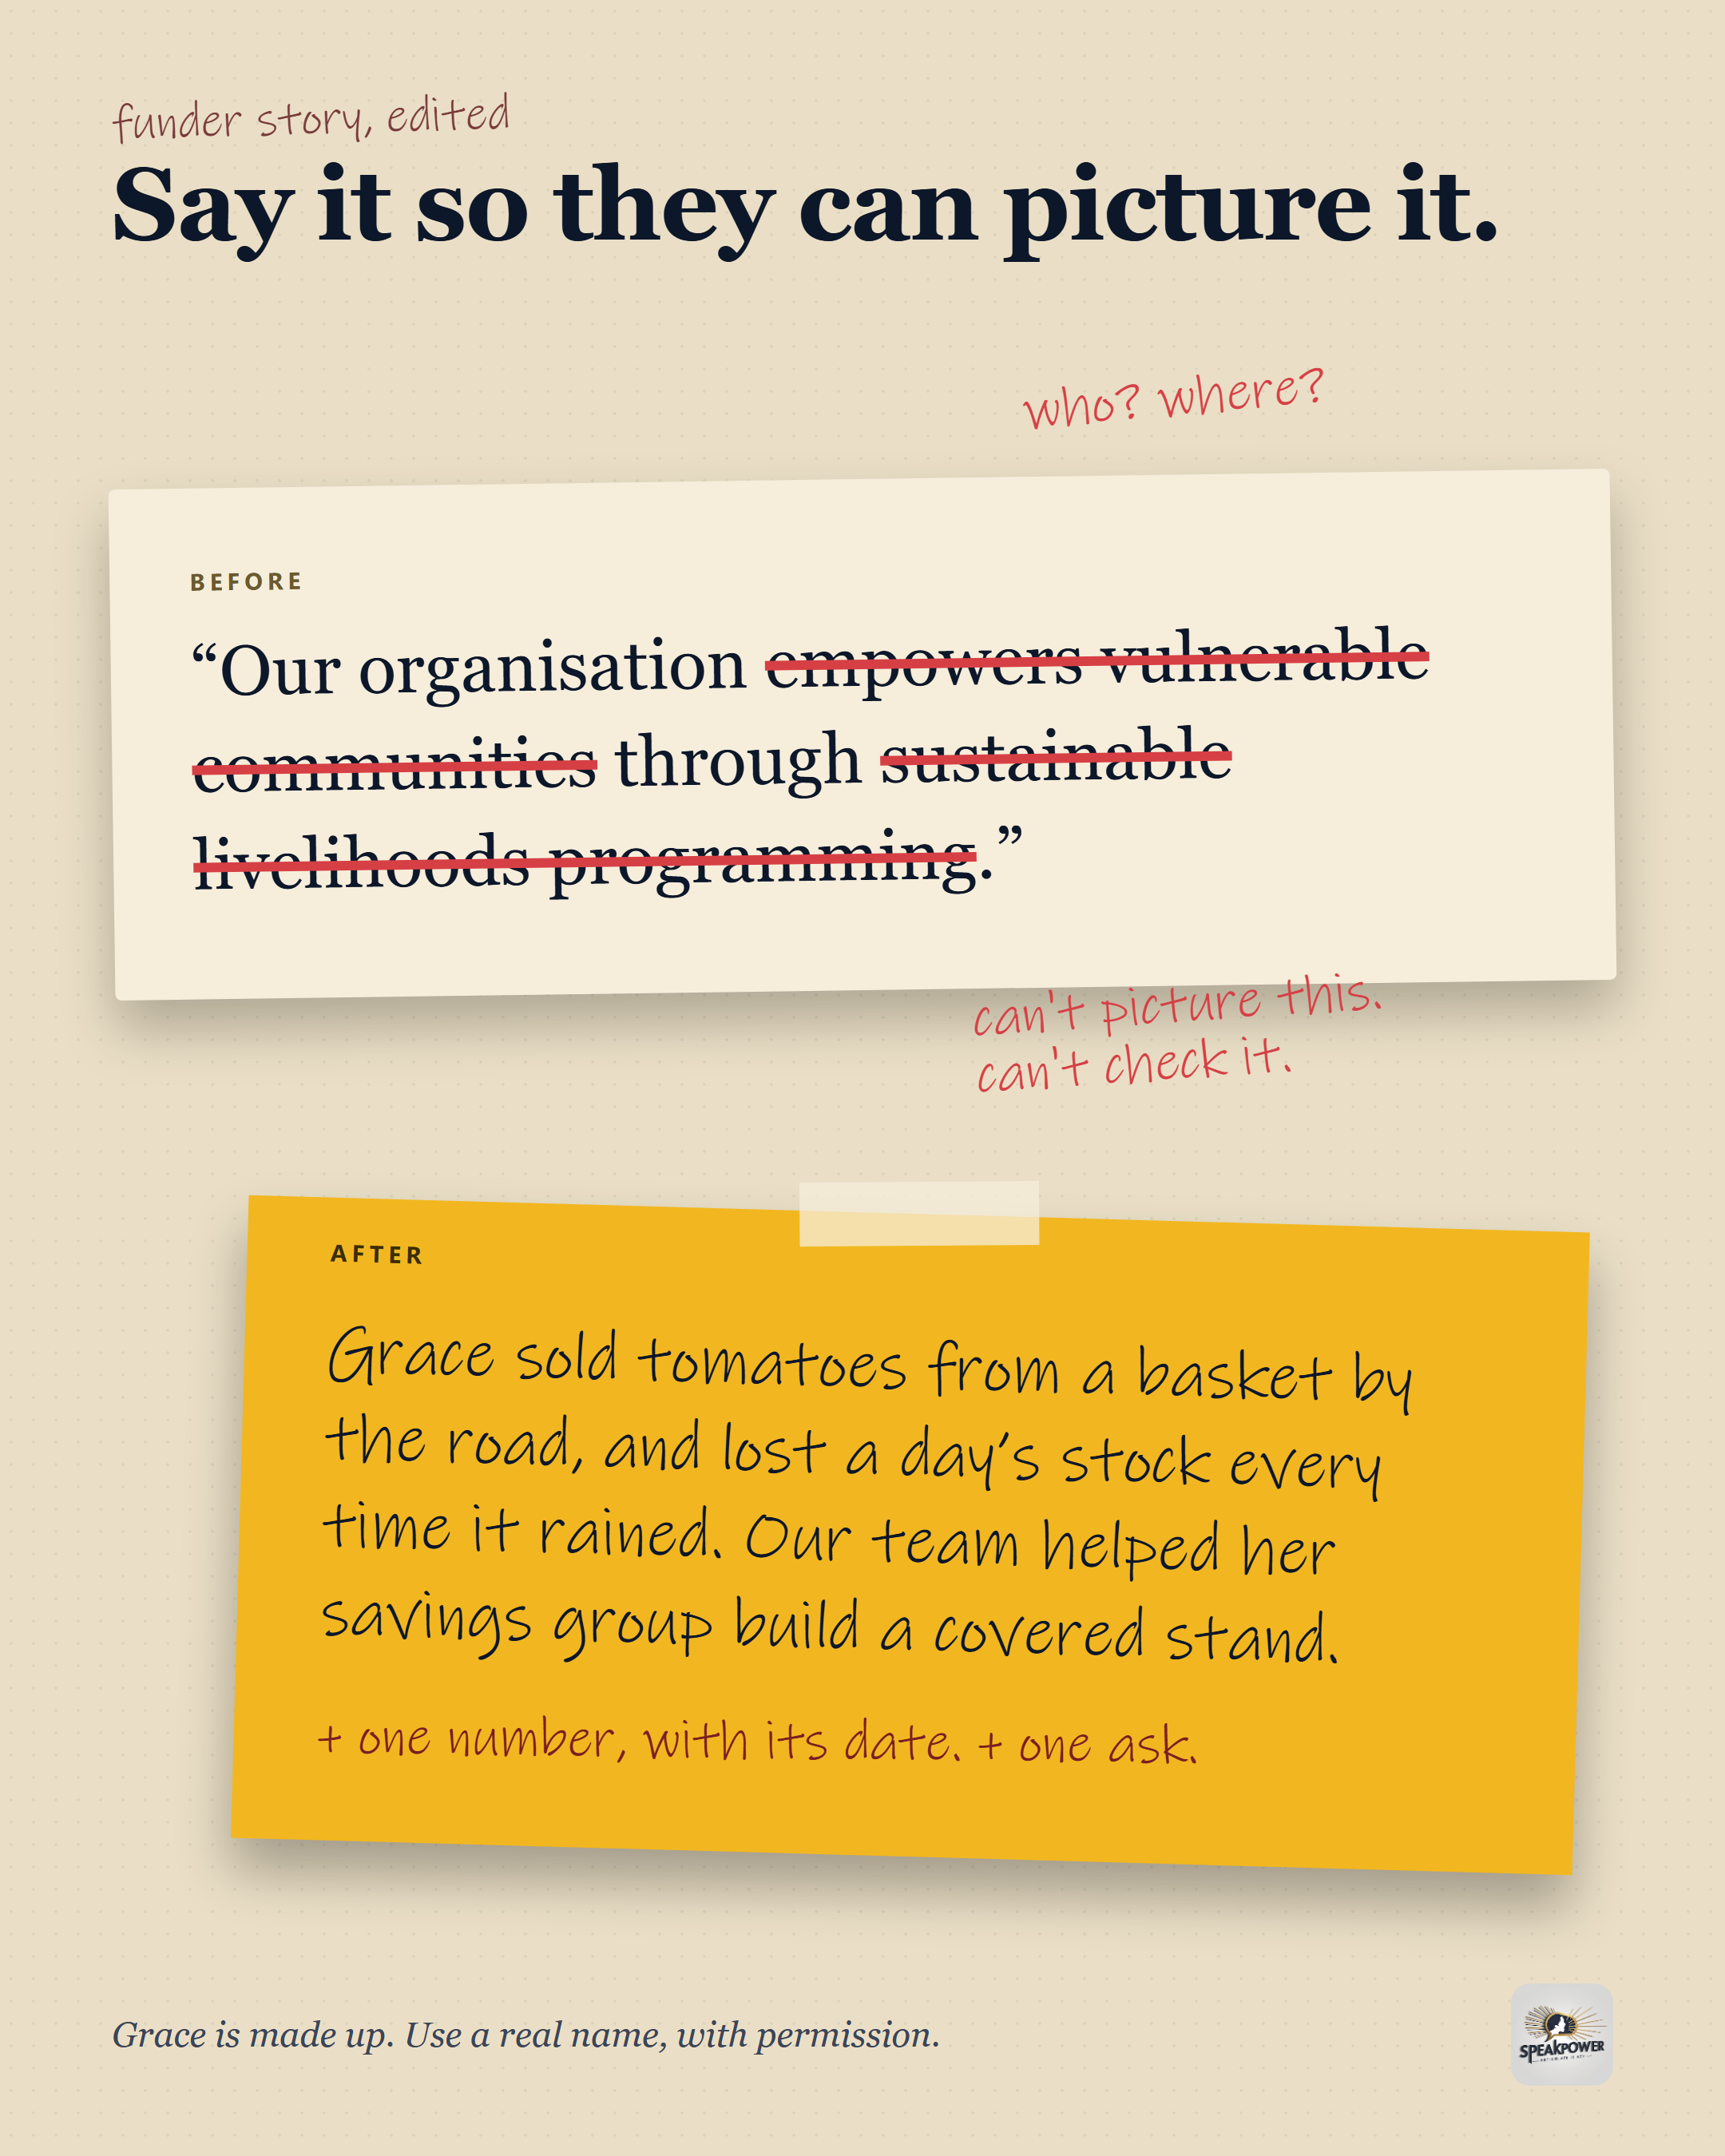 funder story, edited
Say it so they can picture it.
who? where?
BEFORE
“Our organisation empowers vulnerable
communities through sustainable
livelihoods programming.”
can't picture this.
can't check it.
AFTER
Grace sold tomatoes from a basket by
the road, and lost a day’s stock every
time it rained. Our team helped her
savings group build a covered stand.
+ one number, with its date. + one ask.
Grace is made up. Use a real name, with permission.
SPEAKPOWER